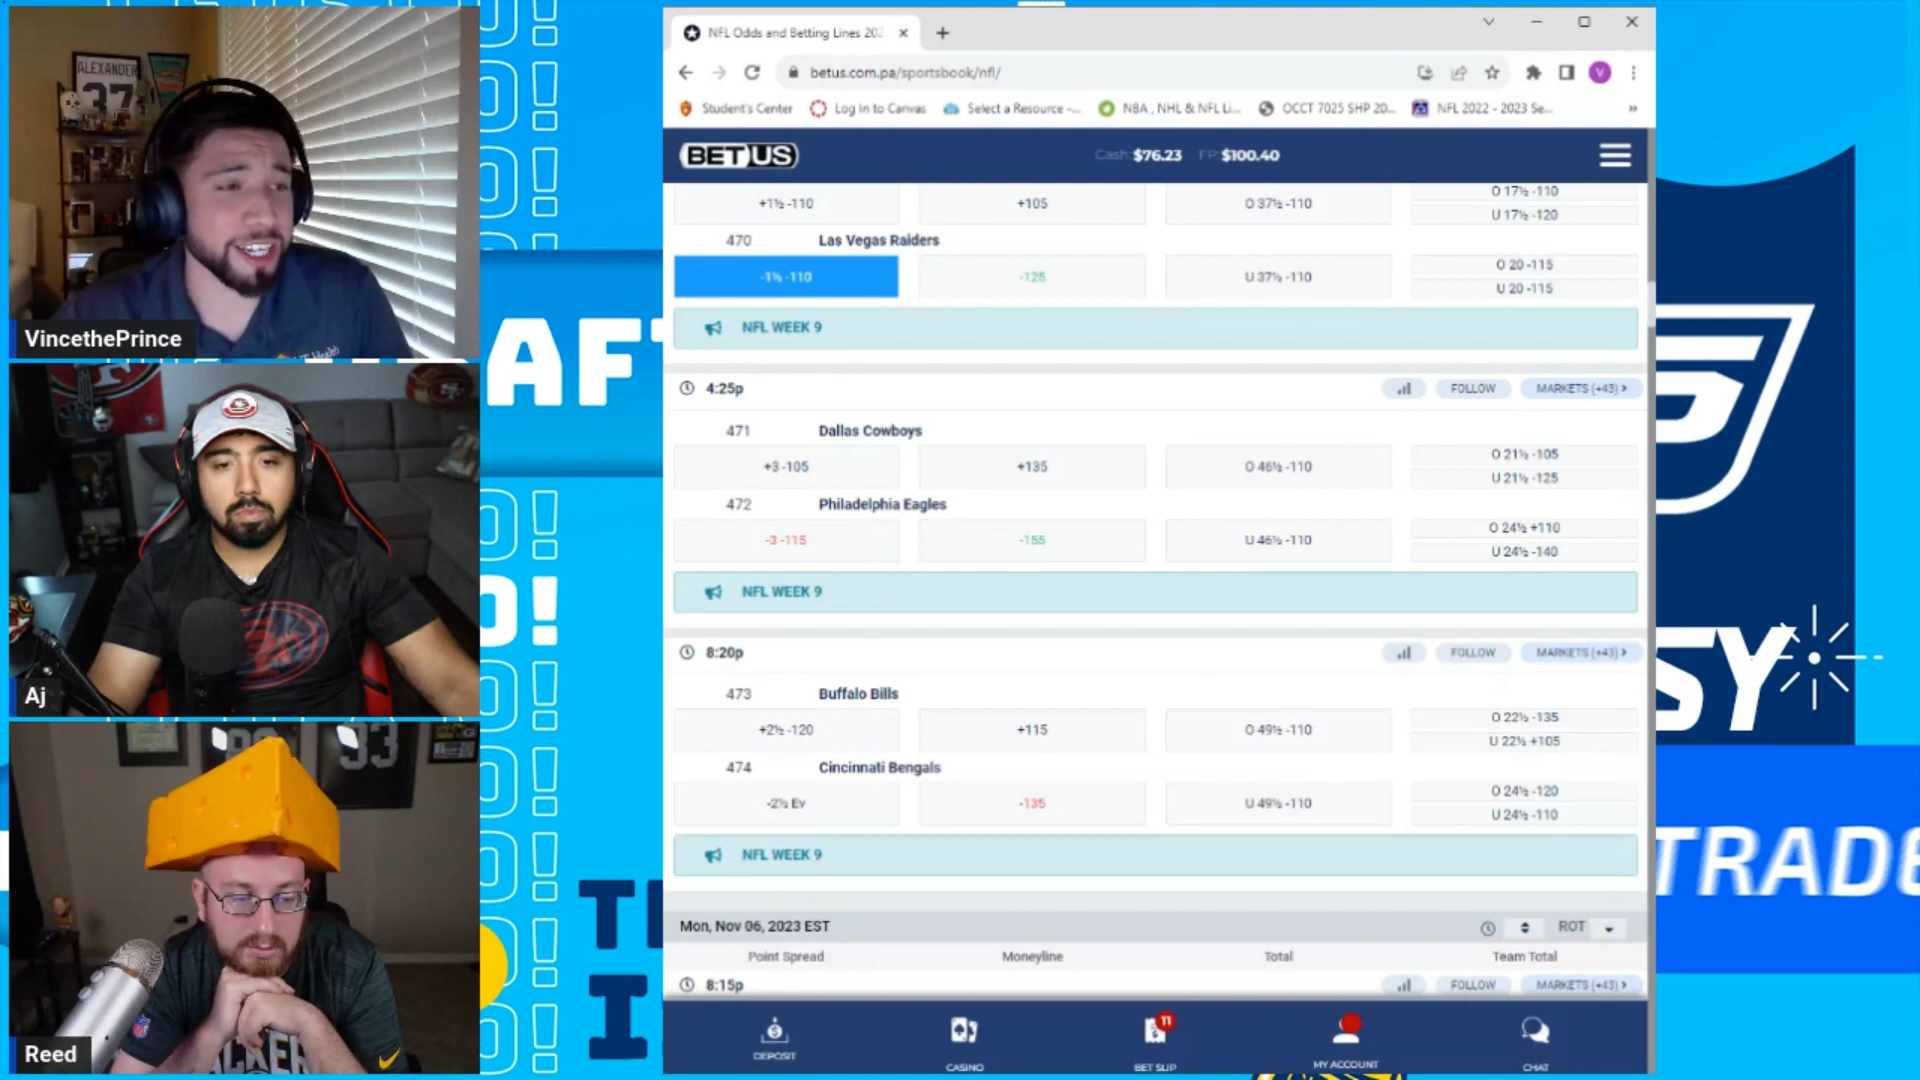 ALEXANDER
37
VincethePrince
Aj
93
Reed
AF
O!
TRADE
SY
NFL Odds and Betting Lines 202
betus.com.pa/sportsbook/nfl/
V
Student's Center
Log In to Canvas
Select a Resource -...
NBA , NHL & NFL Li...
OCCT 7025 SHP 20...
NFL 2022 - 2023 Se...
BETUS
Cash: $76.23 FP: $100.40
+1½ -110 +105 O 37½ -110 O 17½ -110
U 17½ -120
470 Las Vegas Raiders
-1½ -110 -125 U 37½ -110 O 20 -115
U 20 -115
NFL WEEK 9
4:25p FOLLOW MARKETS (+43) >
471 Dallas Cowboys
+3 -105 +135 O 46½ -110 O 21½ -105
U 21½ -125
472 Philadelphia Eagles
-3 -115 -155 U 46½ -110 O 24½ +110
U 24½ -140
NFL WEEK 9
8:20p FOLLOW MARKETS (+43) >
473 Buffalo Bills
+2½ -120 +115 O 49½ -110 O 22½ -135
U 22½ +105
474 Cincinnati Bengals
-2½ Ev -135 U 49½ -110 O 24½ -120
U 24½ -110
NFL WEEK 9
Mon, Nov 06, 2023 EST ROT
Point Spread Moneyline Total Team Total
8:15p FOLLOW MARKETS (+43) >
DEPOSIT
CASINO
11
BET SLIP
MY ACCOUNT
CHAT